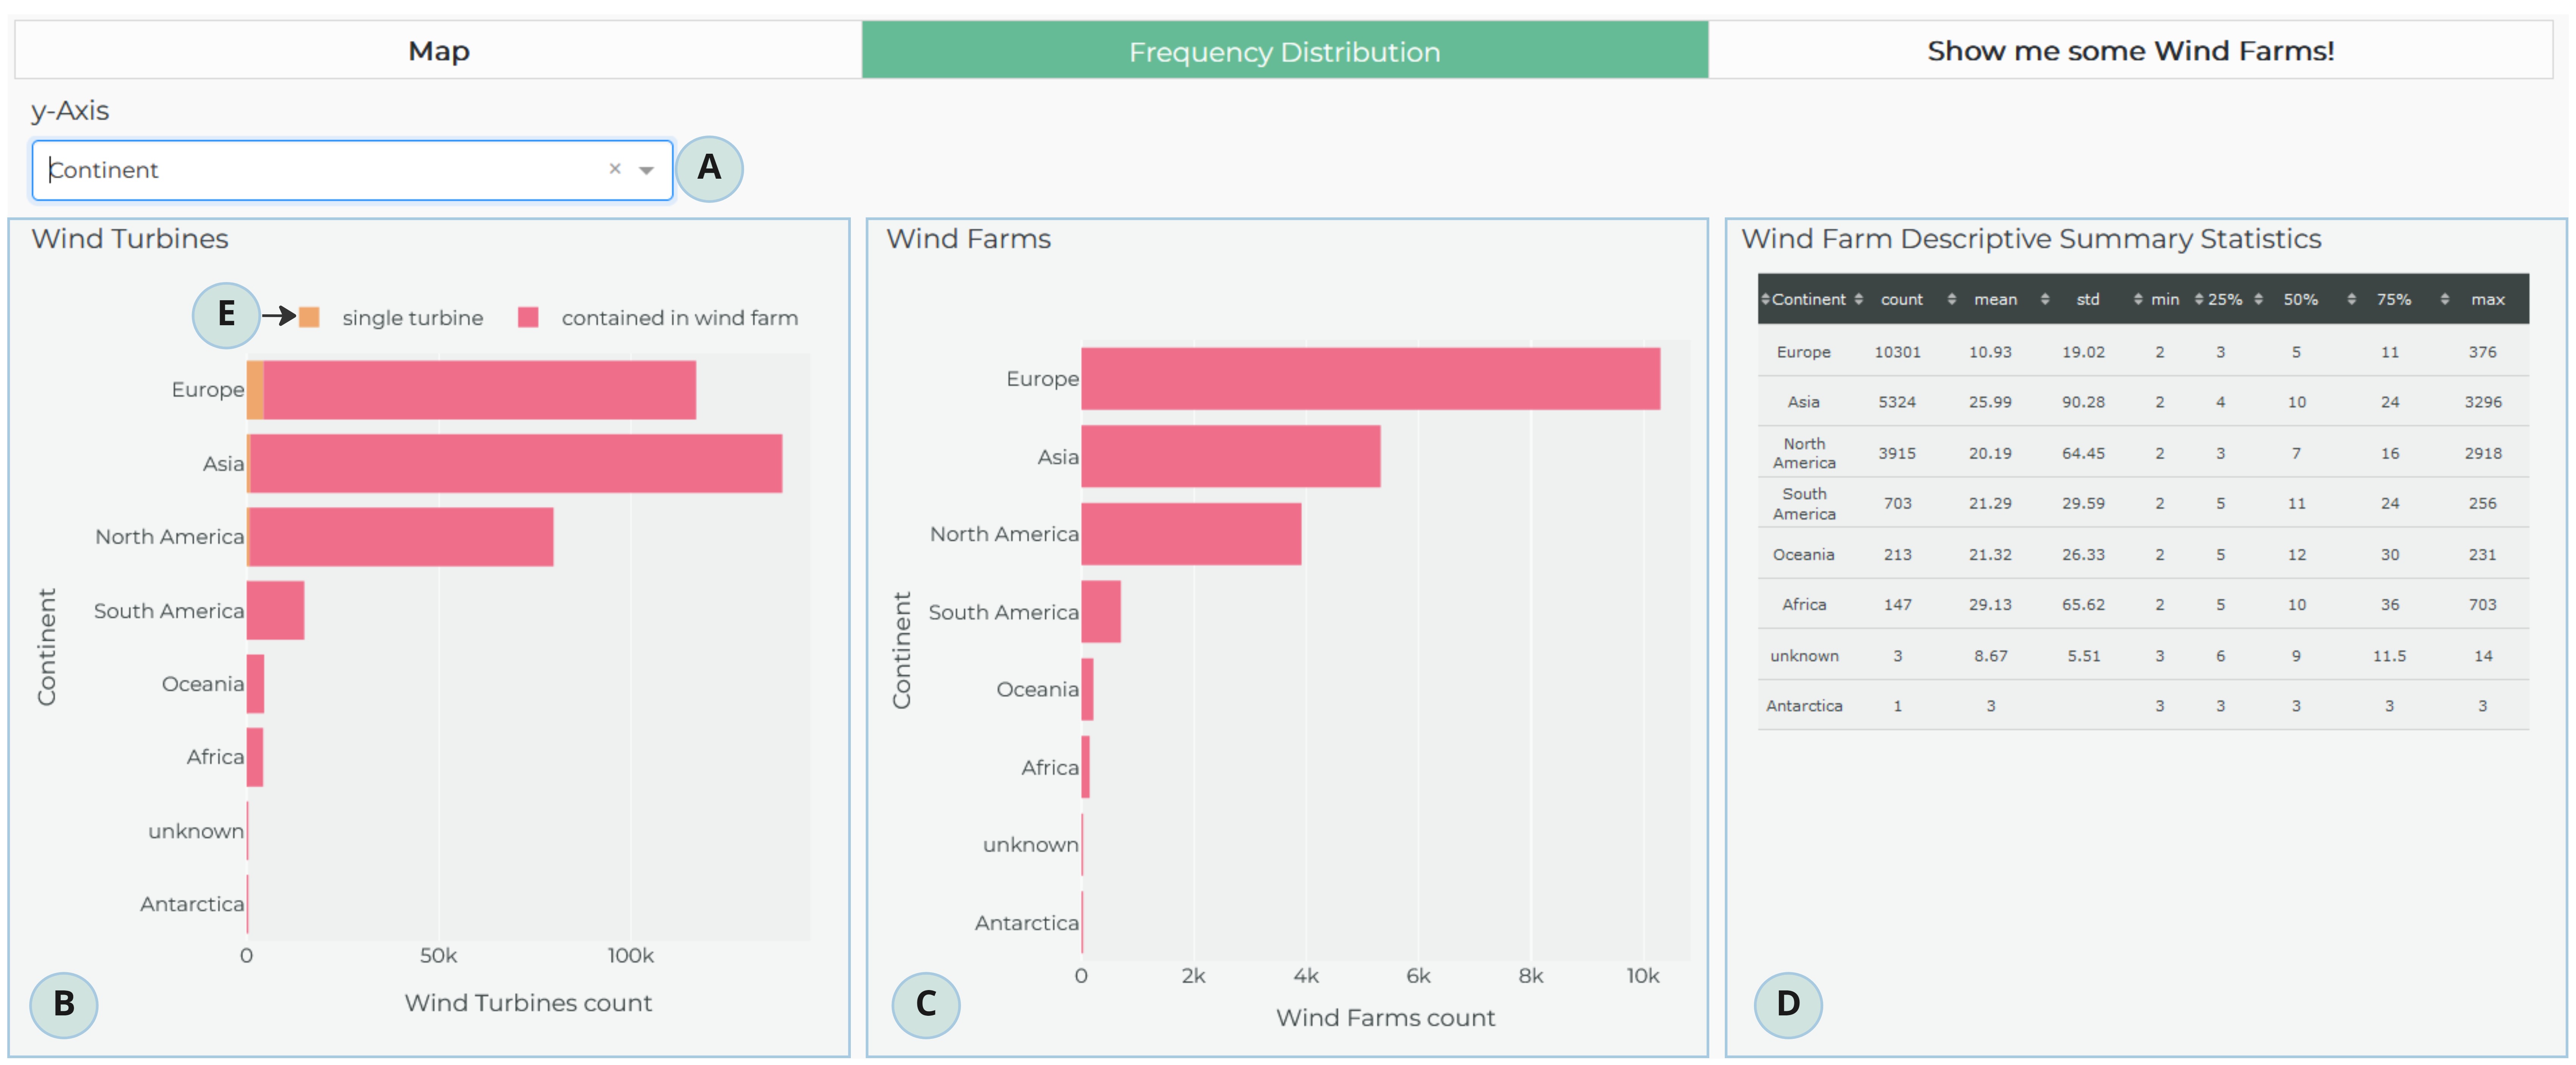 Map
Frequency Distribution
Show me some Wind Farms!
y-Axis
Continent
A
Wind Turbines
E
single turbine
contained in wind farm
Europe
Asia
North America
South America
Oceania
Africa
unknown
Antarctica
Continent
0 50k 100k
Wind Turbines count
B
Wind Farms
Europe
Asia
North America
South America
Oceania
Africa
unknown
Antarctica
Continent
0 2k 4k 6k 8k 10k
Wind Farms count
C
Wind Farm Descriptive Summary Statistics
Continent count mean std min 25% 50% 75% max
Europe 10301 10.93 19.02 2 3 5 11 376
Asia 5324 25.99 90.28 2 4 10 24 3296
North
America 3915 20.19 64.45 2 3 7 16 2918
South
America 703 21.29 29.59 2 5 11 24 256
Oceania 213 21.32 26.33 2 5 12 30 231
Africa 147 29.13 65.62 2 5 10 36 703
unknown 3 8.67 5.51 3 6 9 11.5 14
Antarctica 1 3 3 3 3 3 3
D